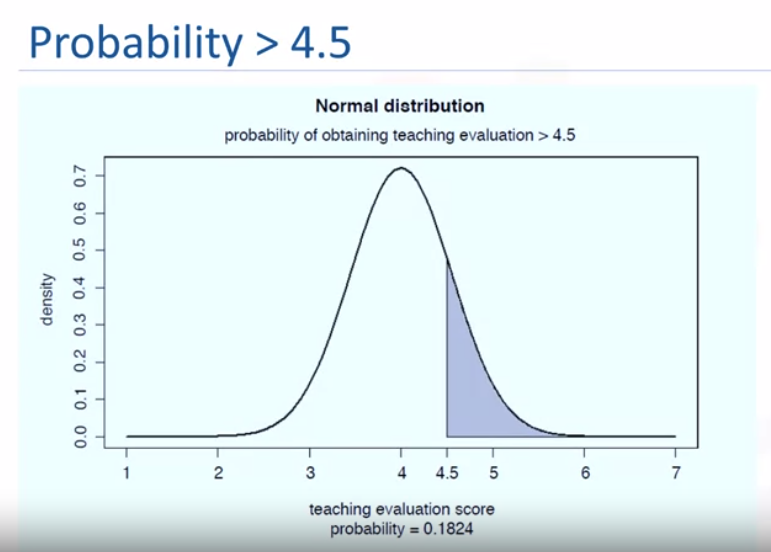 Probability > 4.5
Normal distribution
probability of obtaining teaching evaluation > 4.5
density
0.7
0.6
0.5
0.4
0.3
0.2
0.1
0.0
1 2 3 4 4.5 5 6 7
teaching evaluation score
probability = 0.1824